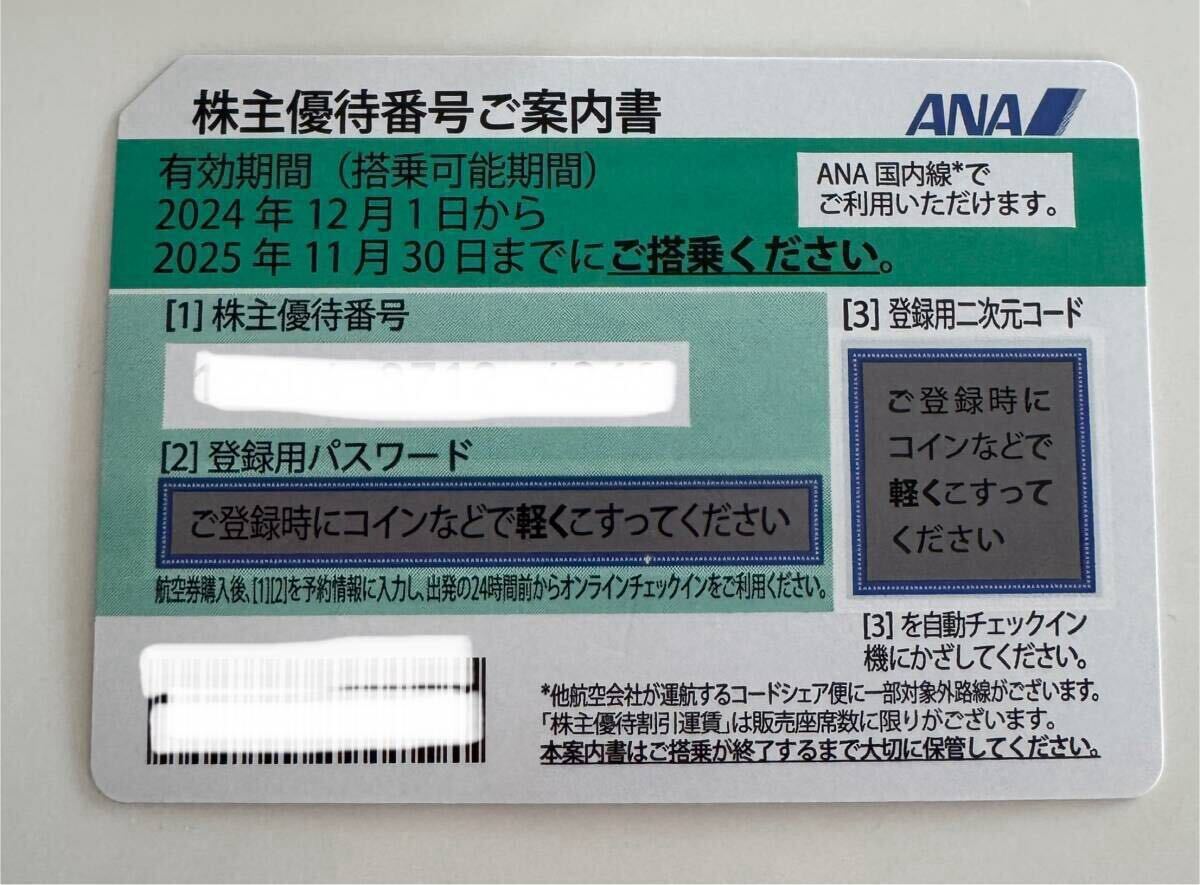 株主優待番号ご案内書
ANA
有効期間（搭乗可能期間）
2024年12月1日から
2025年11月30日までにご搭乗ください。
ANA国内線*で
ご利用いただけます。
[1] 株主優待番号
[2] 登録用パスワード
ご登録時にコインなどで軽くこすってください
航空券購入後、[1][2]を予約情報に入力し、出発の24時間前からオンラインチェックインをご利用ください。
[3] 登録用二次元コード
ご登録時に
コインなどで
軽くこすって
ください
[3] を自動チェックイン
機にかざしてください。
*他航空会社が運航するコードシェア便に一部対象外路線がございます。
「株主優待割引運賃」は販売座席数に限りがございます。
本案内書はご搭乗が終了するまで大切に保管してください。